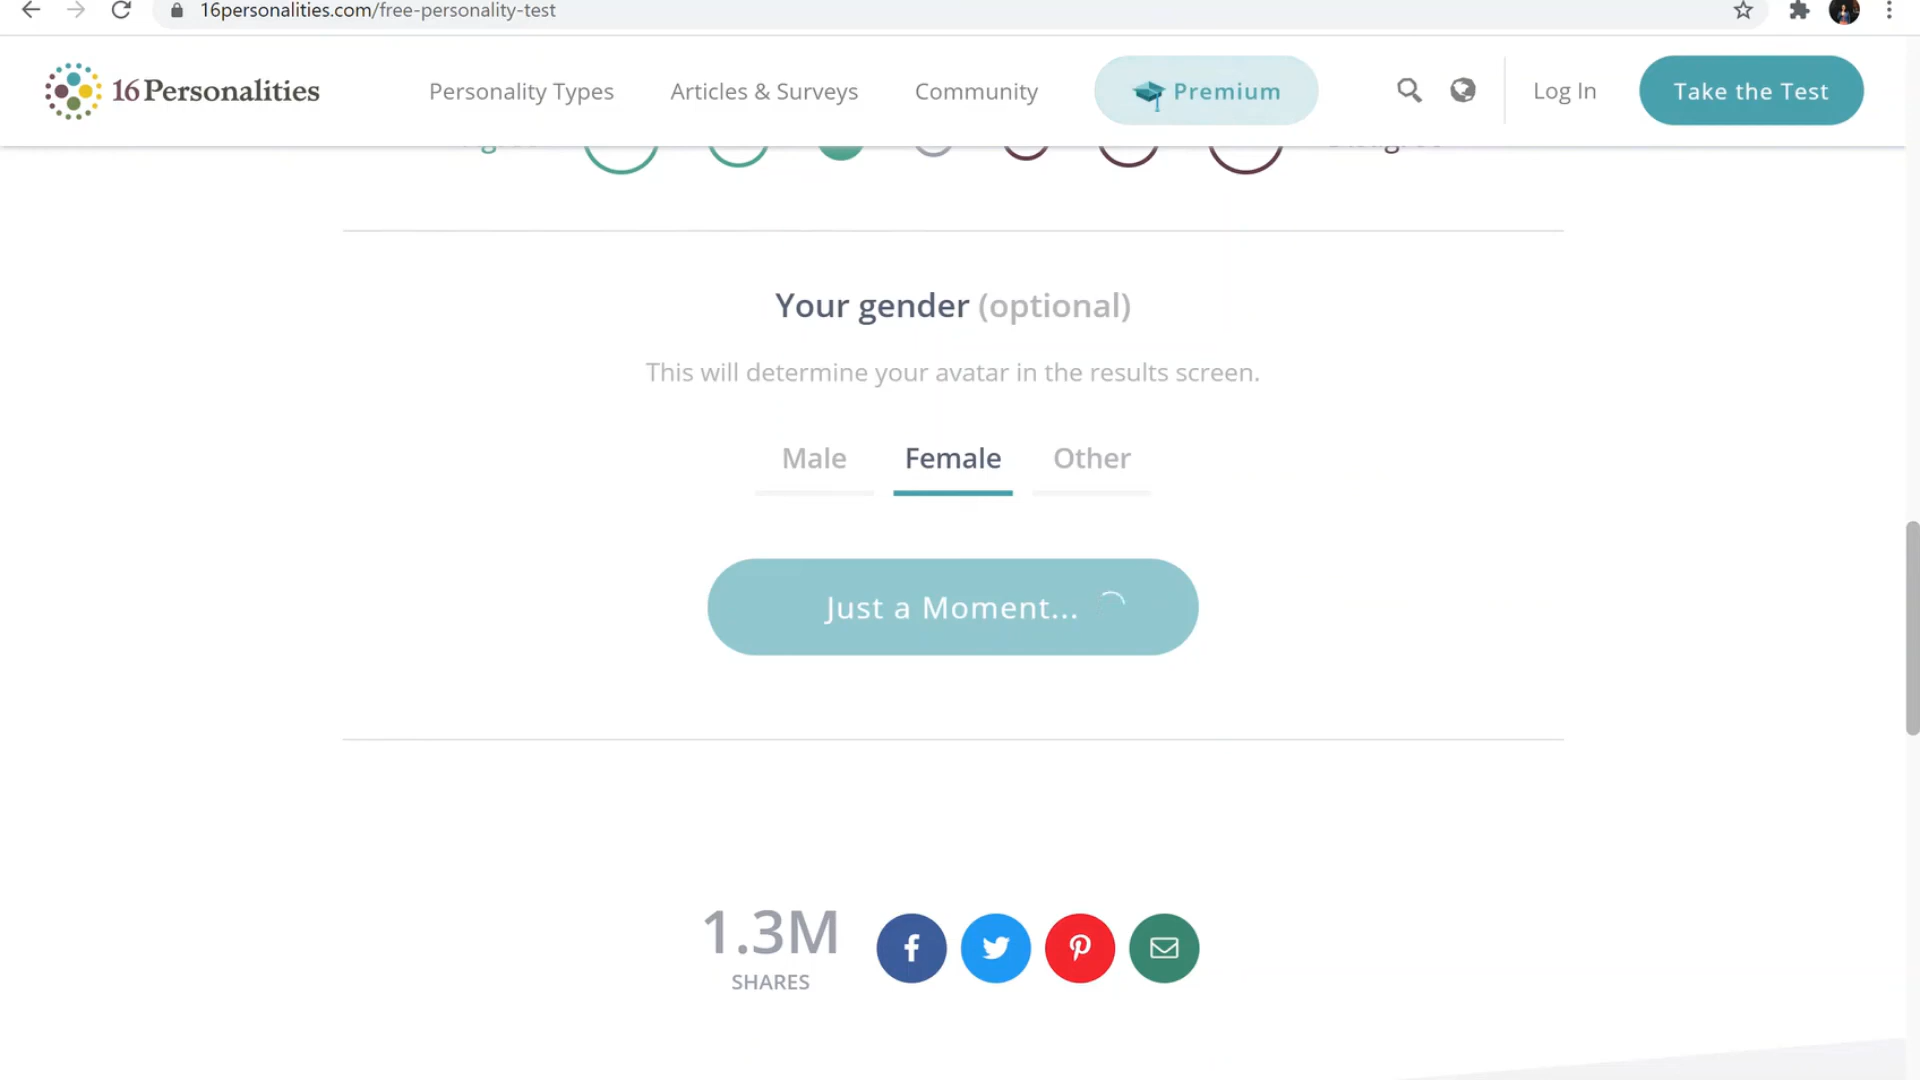 16personalities.com/free-personality-test
16Personalities
Personality Types
Articles & Surveys
Community
Premium
Log In
Take the Test
Your gender (optional)
This will determine your avatar in the results screen.
Male
Female
Other
Just a Moment...
1.3M
SHARES